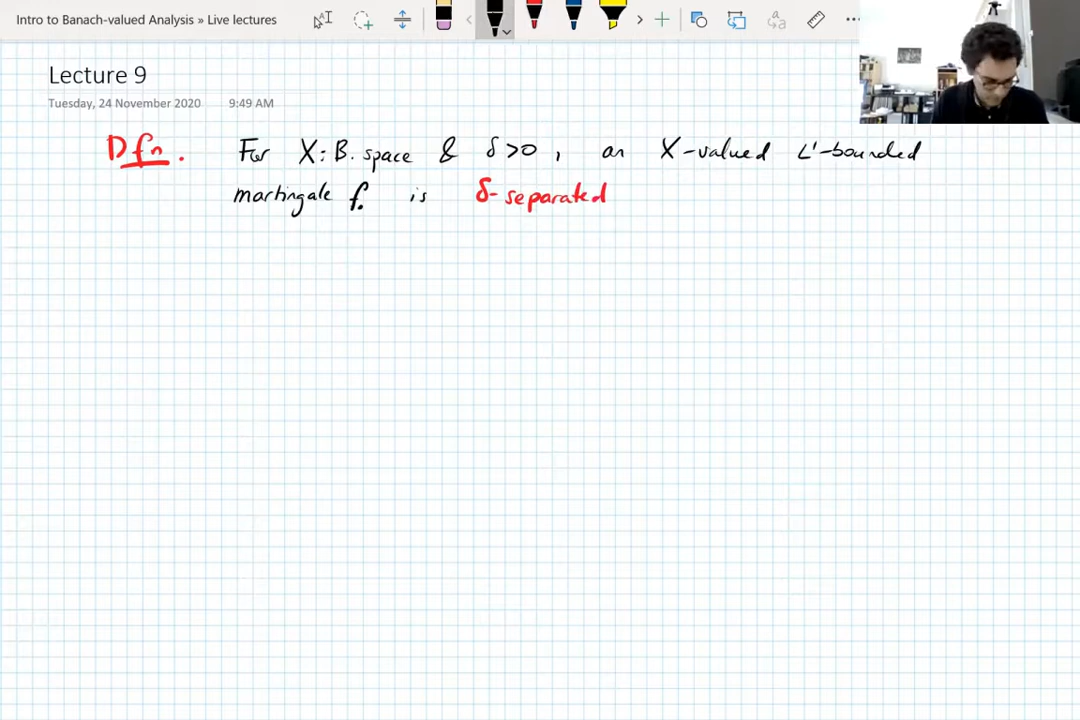 Intro to Banach-valued Analysis » Live lectures
Lecture 9
Tuesday, 24 November 2020 9:49 AM
Dfn. For X: B. space & δ>0, an X-valued L¹-bounded
martingale f. is δ-separated